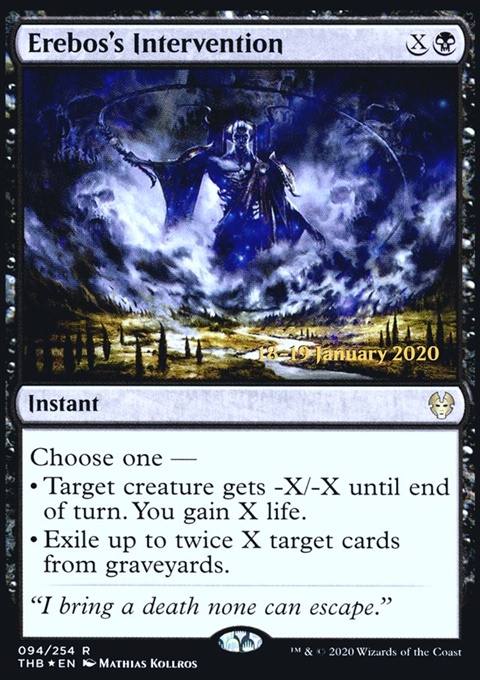 Erebos's Intervention X
18–19 January 2020
Instant
Choose one —
• Target creature gets -X/-X until end
of turn. You gain X life.
• Exile up to twice X target cards
from graveyards.
“I bring a death none can escape.”
094/254 R
THB ★ EN Mathias Kollros
™ & © 2020 Wizards of the Coast